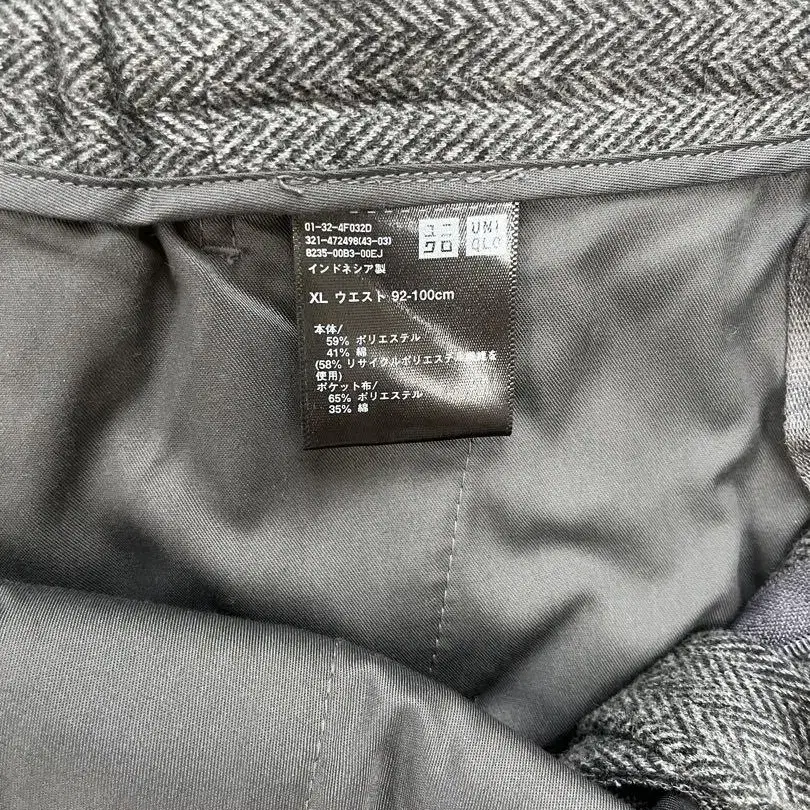 01-32-4F032D
321-472498(43-03)
8235-00B3-00EJ
インドネシア製
ユニ
クロ
UNI
QLO
XL ウエスト 92-100cm
本体/
59% ポリエステル
41% 綿
(58% リサイクルポリエステル繊維を
使用)
ポケット布/
65% ポリエステル
35% 綿